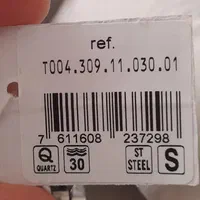 ref.
T004.309.11.030.01
7 611608 237298
Q
QUARTZ
30
ST
STEEL
S